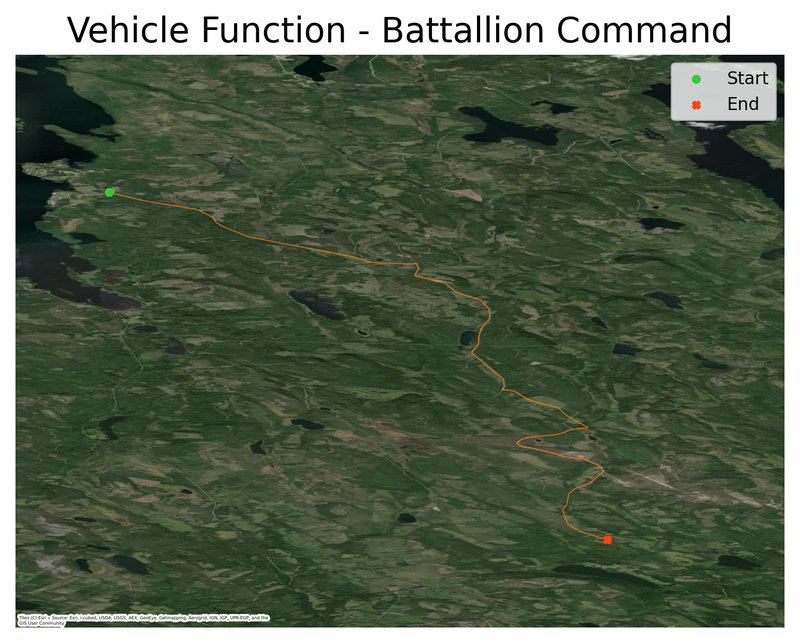 Vehicle Function - Battallion Command
Start
End
Tiles (C) Esri -- Source: Esri, i-cubed, USDA, USGS, AEX, GeoEye, Getmapping, Aerogrid, IGN, IGP, UPR-EGP, and the
GIS User Community